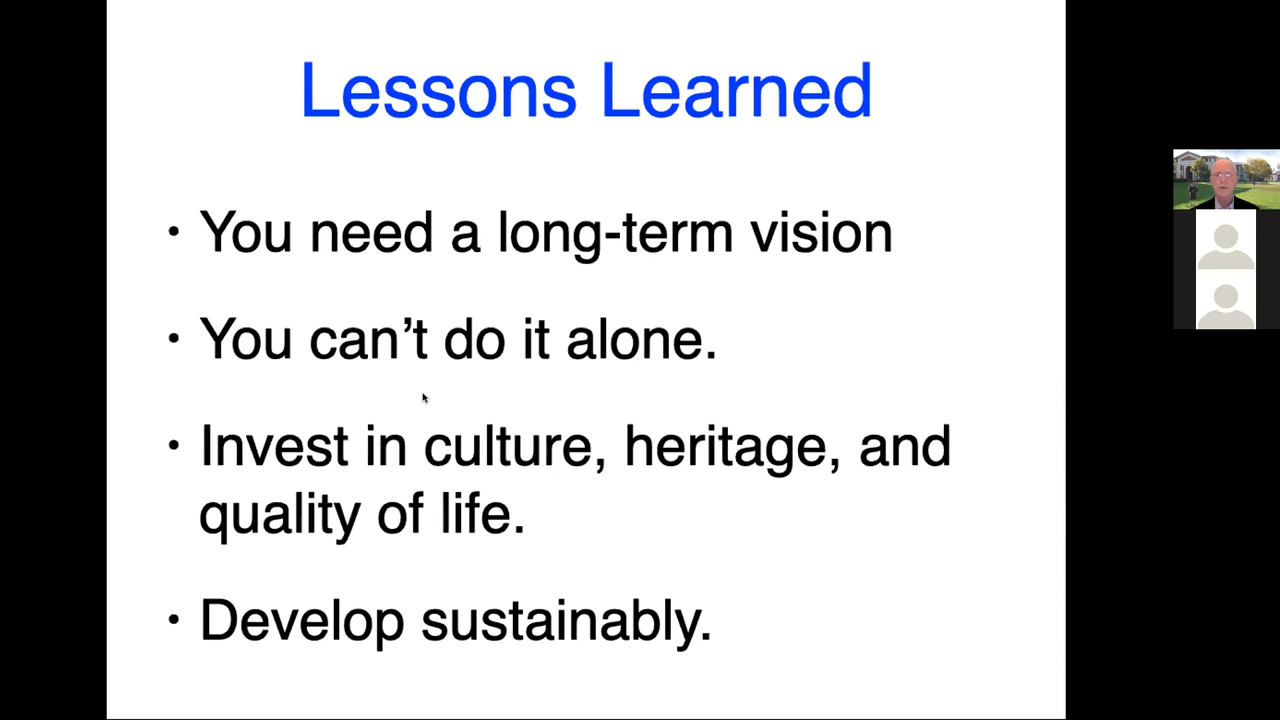 Lessons Learned
• You need a long-term vision
• You can’t do it alone.
• Invest in culture, heritage, and
quality of life.
• Develop sustainably.